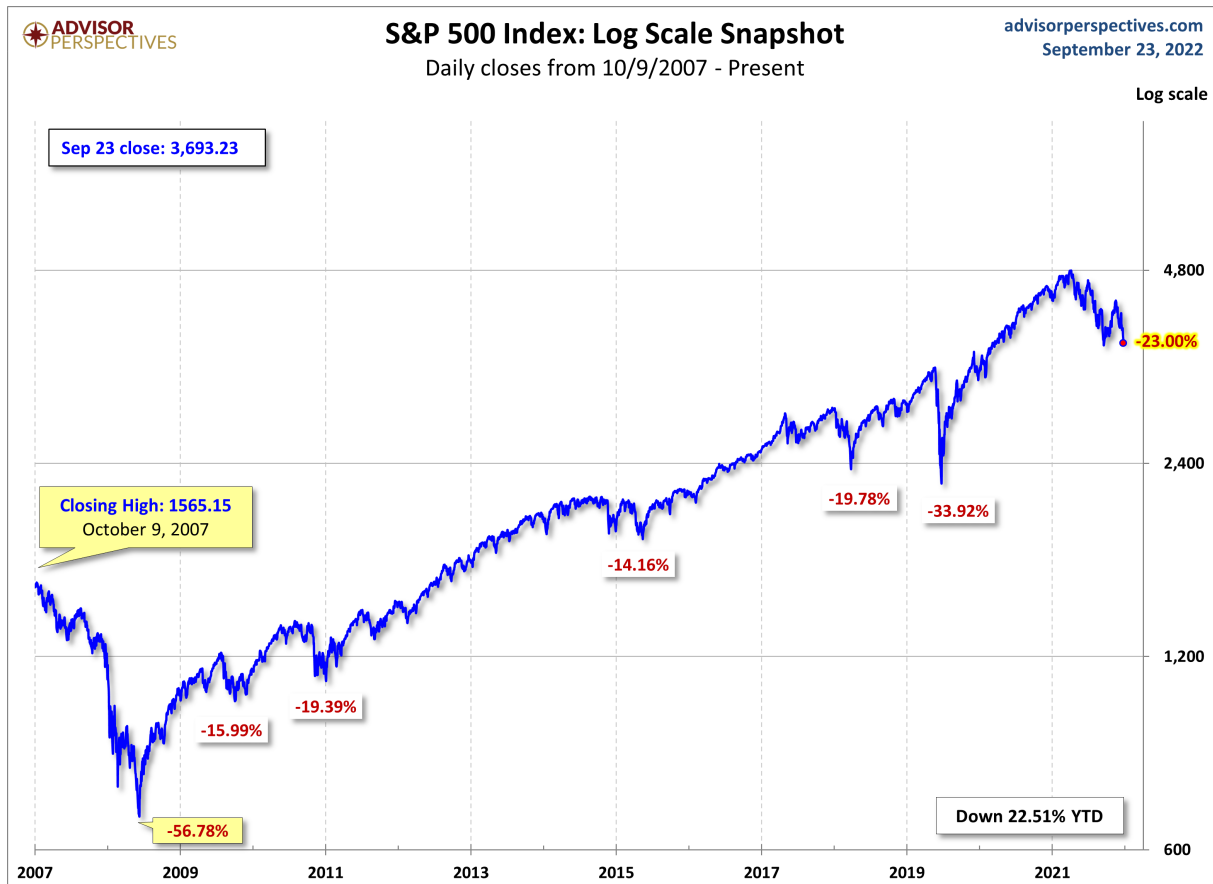 ADVISOR
PERSPECTIVES
S&P 500 Index: Log Scale Snapshot
Daily closes from 10/9/2007 - Present
advisorperspectives.com
September 23, 2022
Log scale
Sep 23 close: 3,693.23
4,800
-23.00%
2,400
-19.78%
-33.92%
Closing High: 1565.15
October 9, 2007
-14.16%
1,200
-19.39%
-15.99%
Down 22.51% YTD
-56.78%
600
2007
2009
2011
2013
2015
2017
2019
2021